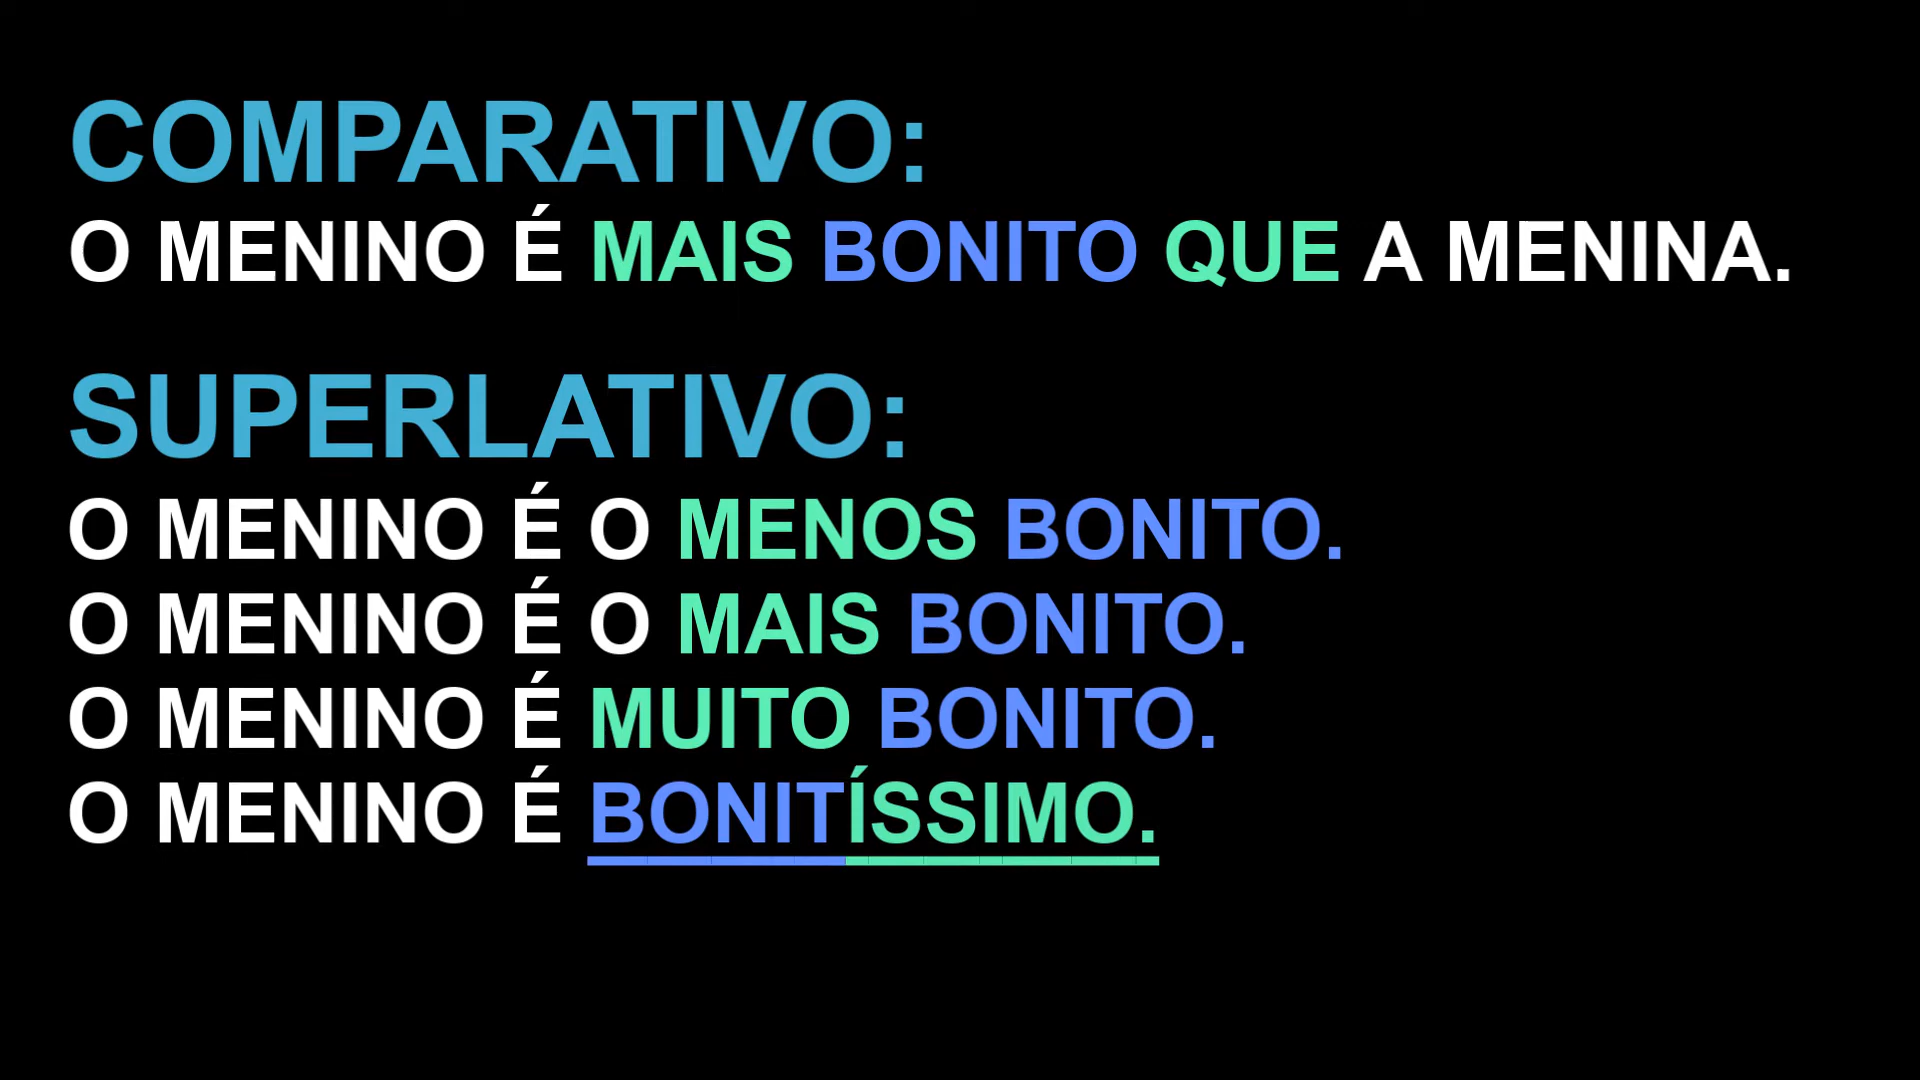 COMPARATIVO:
O MENINO É MAIS BONITO QUE A MENINA.
SUPERLATIVO:
O MENINO É O MENOS BONITO.
O MENINO É O MAIS BONITO.
O MENINO É MUITO BONITO.
O MENINO É BONITÍSSIMO.